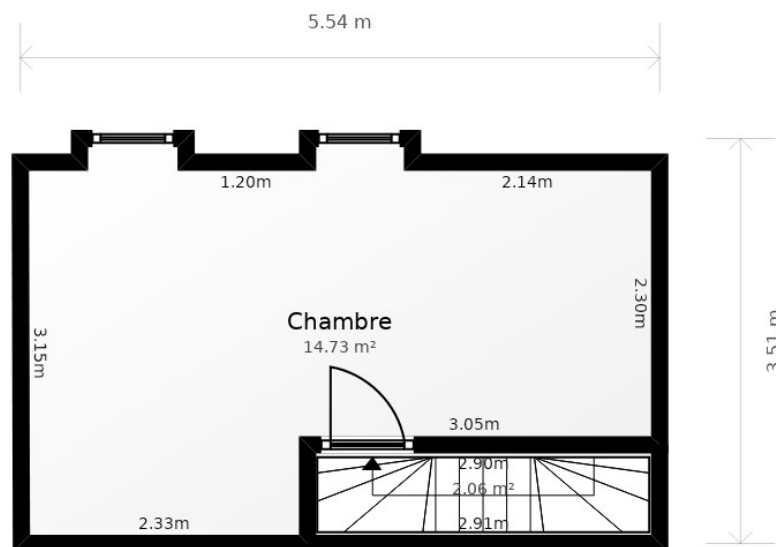 5.54 m
1.20m
2.14m
2.30m
3.51 m
Chambre
14.73 m²
3.15m
3.05m
2.90m
2.06 m²
2.33m
2.91m